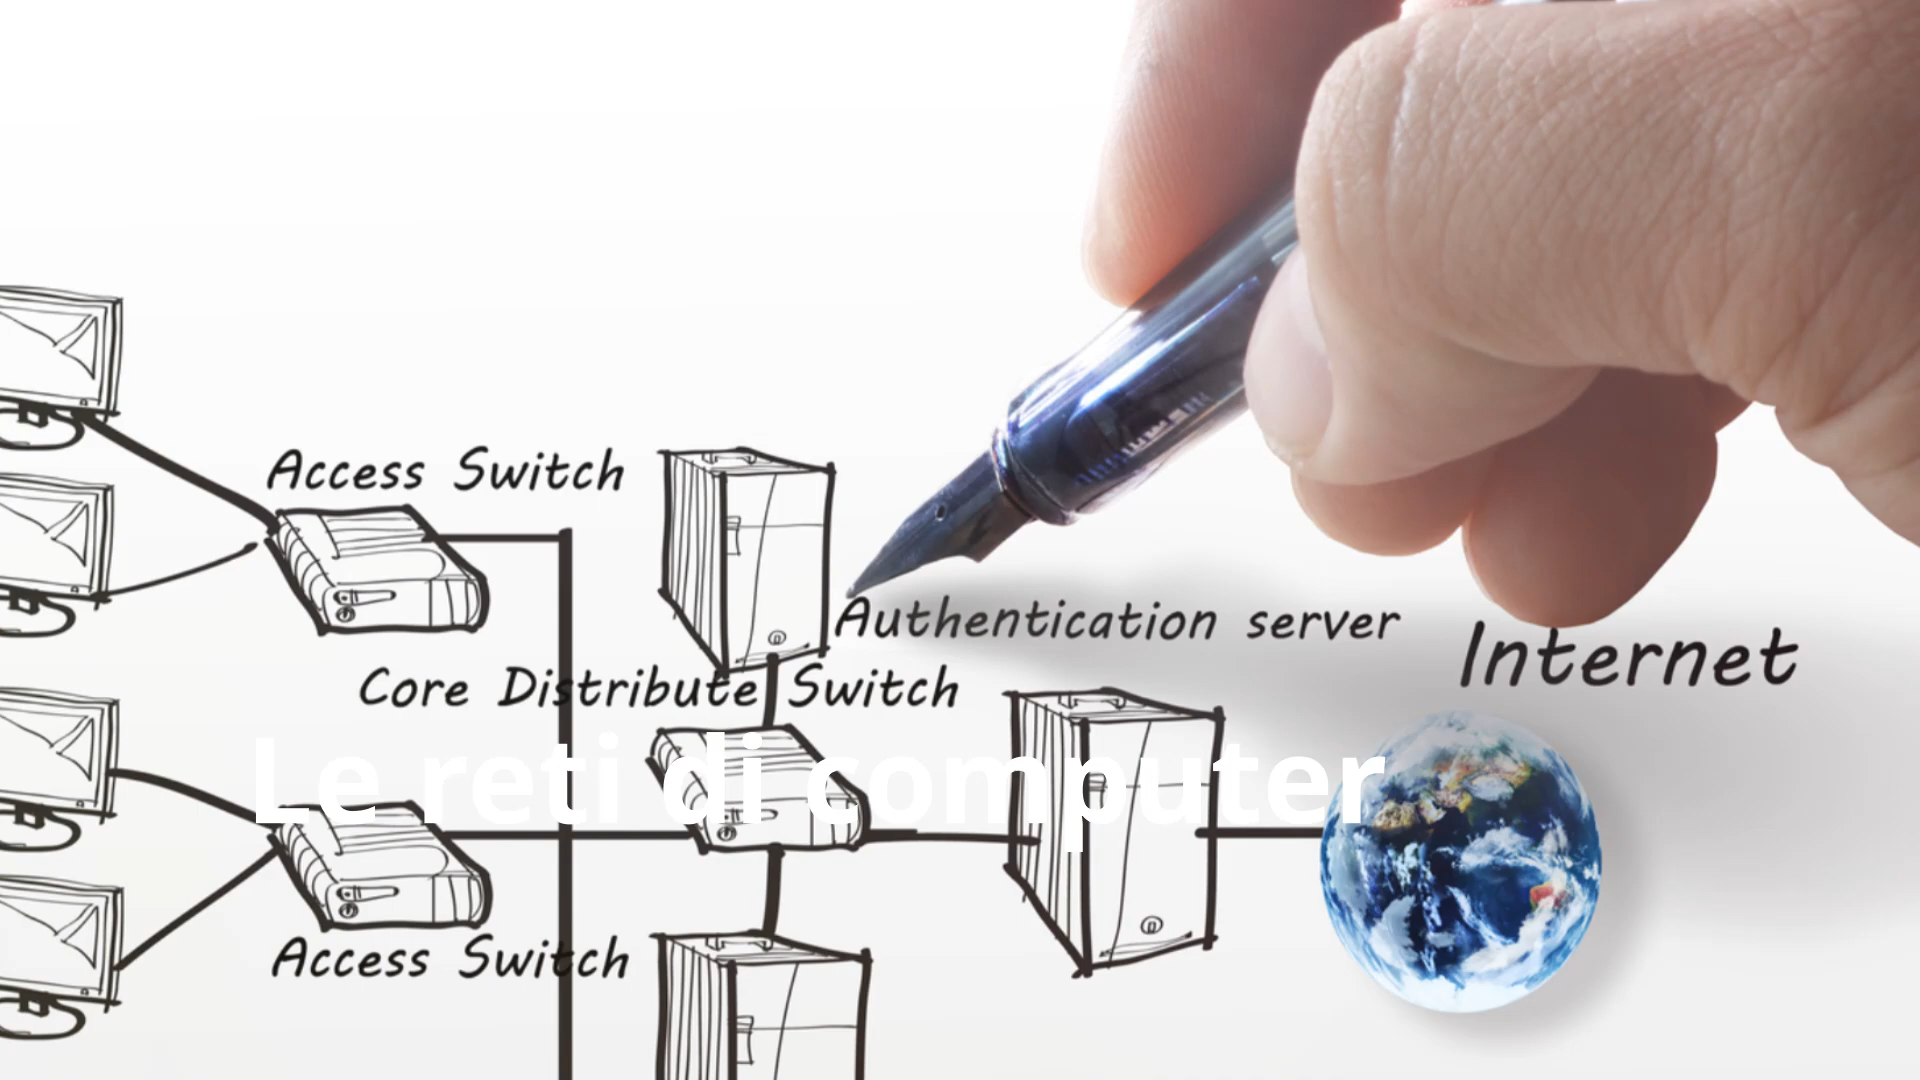 Access Switch
Authentication server
Internet
Core Distribute Switch
Le reti di computer
Access Switch